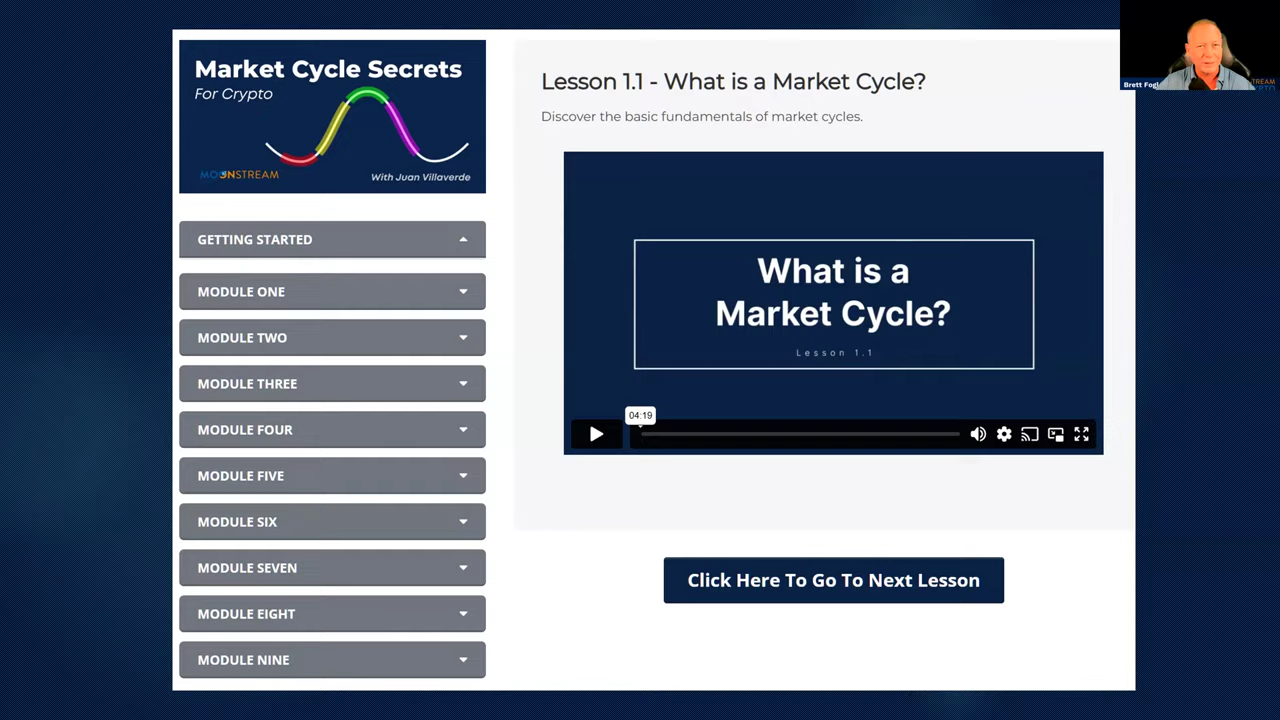 Market Cycle Secrets
For Crypto
MOONSTREAM
With Juan Villaverde
GETTING STARTED
MODULE ONE
MODULE TWO
MODULE THREE
MODULE FOUR
MODULE FIVE
MODULE SIX
MODULE SEVEN
MODULE EIGHT
MODULE NINE
Lesson 1.1 - What is a Market Cycle?
Discover the basic fundamentals of market cycles.
What is a
Market Cycle?
Lesson 1.1
04:19
Click Here To Go To Next Lesson
Brett Fogl